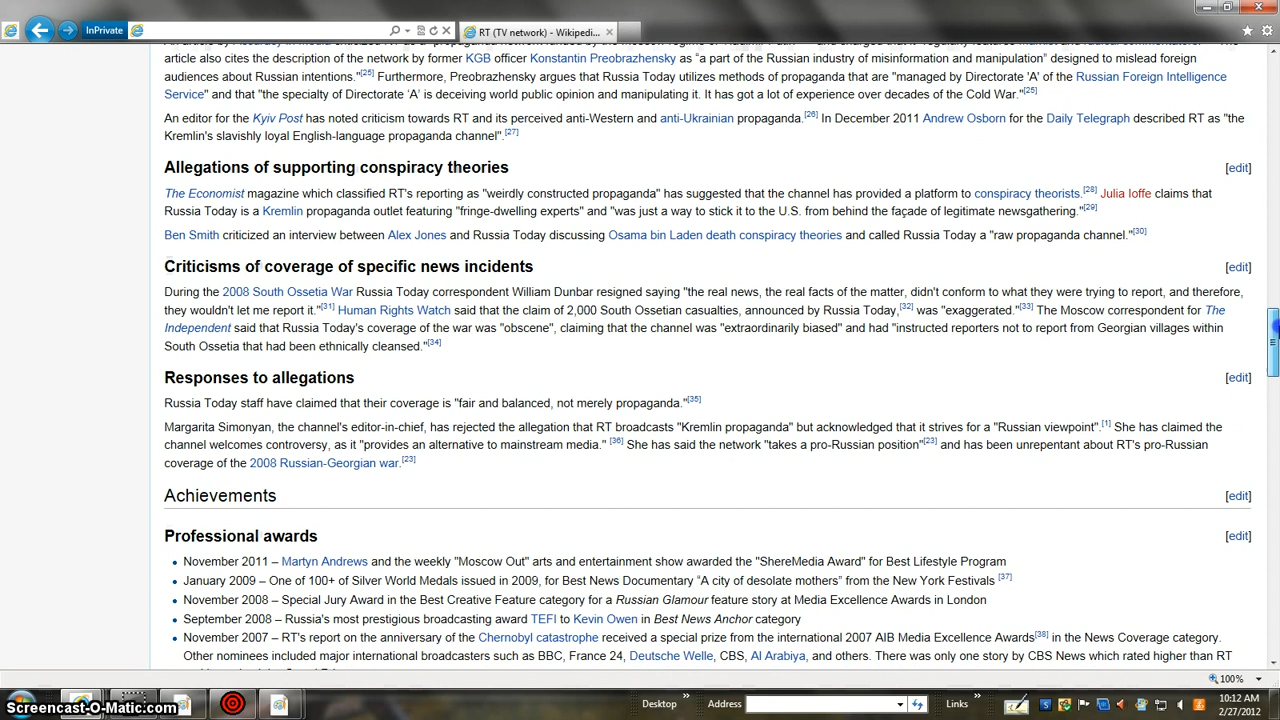 InPrivate
RT (TV network) - Wikipedi...
article also cites the description of the network by former KGB officer Konstantin Preobrazhensky as “a part of the Russian industry of misinformation and manipulation” designed to mislead foreign
audiences about Russian intentions."[25] Furthermore, Preobrazhensky argues that Russia Today utilizes methods of propaganda that are "managed by Directorate 'A' of the Russian Foreign Intelligence
Service" and that "the specialty of Directorate ‘A’ is deceiving world public opinion and manipulating it. It has got a lot of experience over decades of the Cold War."[25]
An editor for the Kyiv Post has noted criticism towards RT and its perceived anti-Western and anti-Ukrainian propaganda.[26] In December 2011 Andrew Osborn for the Daily Telegraph described RT as "the
Kremlin's slavishly loyal English-language propaganda channel".[27]
Allegations of supporting conspiracy theories [edit]
The Economist magazine which classified RT's reporting as "weirdly constructed propaganda" has suggested that the channel has provided a platform to conspiracy theorists.[28] Julia Ioffe claims that
Russia Today is a Kremlin propaganda outlet featuring "fringe-dwelling experts" and "was just a way to stick it to the U.S. from behind the façade of legitimate newsgathering."[29]
Ben Smith criticized an interview between Alex Jones and Russia Today discussing Osama bin Laden death conspiracy theories and called Russia Today a "raw propaganda channel."[30]
Criticisms of coverage of specific news incidents [edit]
During the 2008 South Ossetia War Russia Today correspondent William Dunbar resigned saying "the real news, the real facts of the matter, didn't conform to what they were trying to report, and therefore,
they wouldn't let me report it."[31] Human Rights Watch said that the claim of 2,000 South Ossetian casualties, announced by Russia Today,[32] was "exaggerated."[33] The Moscow correspondent for The
Independent said that Russia Today's coverage of the war was "obscene", claiming that the channel was "extraordinarily biased" and had "instructed reporters not to report from Georgian villages within
South Ossetia that had been ethnically cleansed."[34]
Responses to allegations [edit]
Russia Today staff have claimed that their coverage is "fair and balanced, not merely propaganda."[35]
Margarita Simonyan, the channel's editor-in-chief, has rejected the allegation that RT broadcasts "Kremlin propaganda" but acknowledged that it strives for a "Russian viewpoint".[1] She has claimed the
channel welcomes controversy, as it "provides an alternative to mainstream media." [36] She has said the network "takes a pro-Russian position"[23] and has been unrepentant about RT's pro-Russian
coverage of the 2008 Russian-Georgian war.[23]
Achievements [edit]
Professional awards [edit]
• November 2011 – Martyn Andrews and the weekly "Moscow Out" arts and entertainment show awarded the "ShereMedia Award" for Best Lifestyle Program
• January 2009 – One of 100+ of Silver World Medals issued in 2009, for Best News Documentary “A city of desolate mothers” from the New York Festivals [37]
• November 2008 – Special Jury Award in the Best Creative Feature category for a Russian Glamour feature story at Media Excellence Awards in London
• September 2008 – Russia's most prestigious broadcasting award TEFI to Kevin Owen in Best News Anchor category
• November 2007 – RT's report on the anniversary of the Chernobyl catastrophe received a special prize from the international 2007 AIB Media Excellence Awards[38] in the News Coverage category.
Other nominees included major international broadcasters such as BBC, France 24, Deutsche Welle, CBS, Al Arabiya, and others. There was only one story by CBS News which rated higher than RT
100%
Desktop » Address Links »
10:12 AM
2/27/2012
Screencast-O-Matic.com